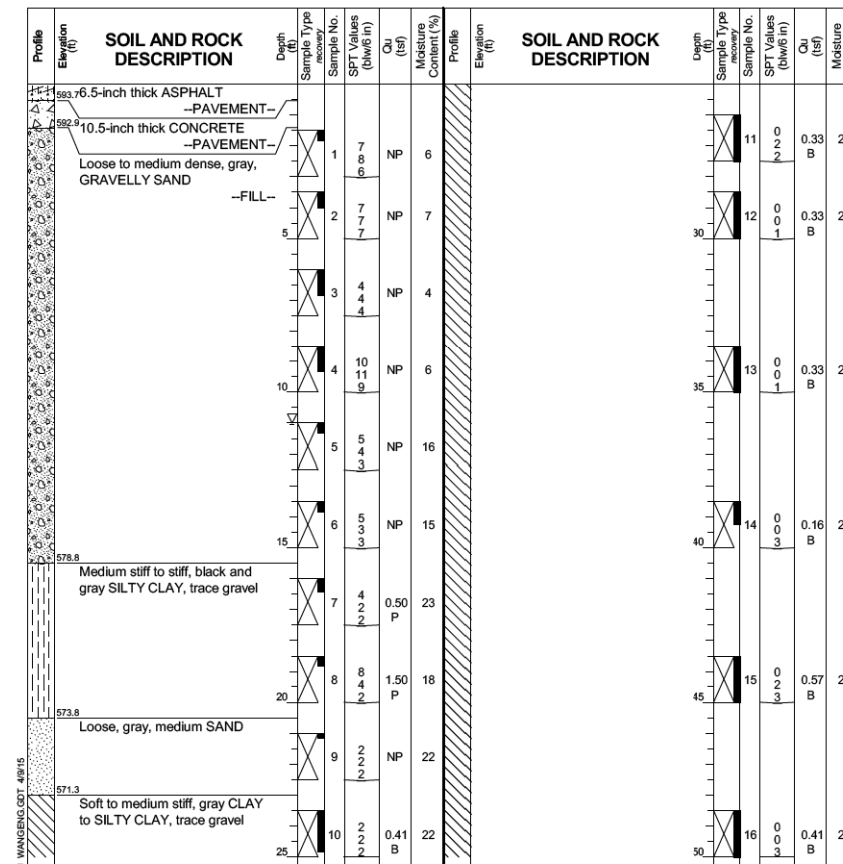 Profile
Elevation (ft)
SOIL AND ROCK
DESCRIPTION
Depth (ft)
Sample Type
recovery
Sample No.
SPT Values (blw/6 in)
Qu (tsf)
Moisture Content (%)
593.7 6.5-inch thick ASPHALT
--PAVEMENT--
592.9 10.5-inch thick CONCRETE
--PAVEMENT--
Loose to medium dense, gray,
GRAVELLY SAND
--FILL--
1 7 8 6 NP 6
2 7 7 7 NP 7
5
3 4 4 4 NP 4
4 10 11 9 NP 6
10
5 5 4 3 NP 16
6 5 3 3 NP 15
15
578.8
Medium stiff to stiff, black and
gray SILTY CLAY, trace gravel
7 4 2 2 0.50 P 23
8 8 4 2 1.50 P 18
20
573.8
Loose, gray, medium SAND
9 2 2 2 NP 22
571.3
Soft to medium stiff, gray CLAY
to SILTY CLAY, trace gravel
10 2 2 2 0.41 B 22
25
WANGENG.GDT 4/9/15
Profile
Elevation (ft)
SOIL AND ROCK
DESCRIPTION
Depth (ft)
Sample Type
recovery
Sample No.
SPT Values (blw/6 in)
Qu (tsf)
Moisture
11 0 2 2 0.33 B 2
12 0 0 1 0.33 B 2
30
13 0 0 1 0.33 B 2
35
14 0 0 3 0.16 B 2
40
15 0 2 3 0.57 B 2
45
16 0 0 3 0.41 B 2
50